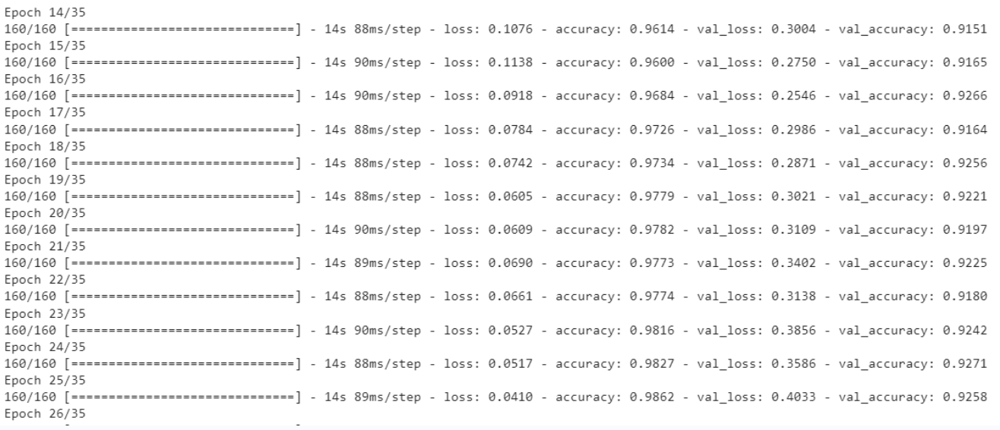 Epoch 14/35
160/160 [==============================] - 14s 88ms/step - loss: 0.1076 - accuracy: 0.9614 - val_loss: 0.3004 - val_accuracy: 0.9151
Epoch 15/35
160/160 [==============================] - 14s 90ms/step - loss: 0.1138 - accuracy: 0.9600 - val_loss: 0.2750 - val_accuracy: 0.9165
Epoch 16/35
160/160 [==============================] - 14s 90ms/step - loss: 0.0918 - accuracy: 0.9684 - val_loss: 0.2546 - val_accuracy: 0.9266
Epoch 17/35
160/160 [==============================] - 14s 88ms/step - loss: 0.0784 - accuracy: 0.9726 - val_loss: 0.2986 - val_accuracy: 0.9164
Epoch 18/35
160/160 [==============================] - 14s 88ms/step - loss: 0.0742 - accuracy: 0.9734 - val_loss: 0.2871 - val_accuracy: 0.9256
Epoch 19/35
160/160 [==============================] - 14s 88ms/step - loss: 0.0605 - accuracy: 0.9779 - val_loss: 0.3021 - val_accuracy: 0.9221
Epoch 20/35
160/160 [==============================] - 14s 90ms/step - loss: 0.0609 - accuracy: 0.9782 - val_loss: 0.3109 - val_accuracy: 0.9197
Epoch 21/35
160/160 [==============================] - 14s 89ms/step - loss: 0.0690 - accuracy: 0.9773 - val_loss: 0.3402 - val_accuracy: 0.9225
Epoch 22/35
160/160 [==============================] - 14s 88ms/step - loss: 0.0661 - accuracy: 0.9774 - val_loss: 0.3138 - val_accuracy: 0.9180
Epoch 23/35
160/160 [==============================] - 14s 90ms/step - loss: 0.0527 - accuracy: 0.9816 - val_loss: 0.3856 - val_accuracy: 0.9242
Epoch 24/35
160/160 [==============================] - 14s 88ms/step - loss: 0.0517 - accuracy: 0.9827 - val_loss: 0.3586 - val_accuracy: 0.9271
Epoch 25/35
160/160 [==============================] - 14s 89ms/step - loss: 0.0410 - accuracy: 0.9862 - val_loss: 0.4033 - val_accuracy: 0.9258
Epoch 26/35